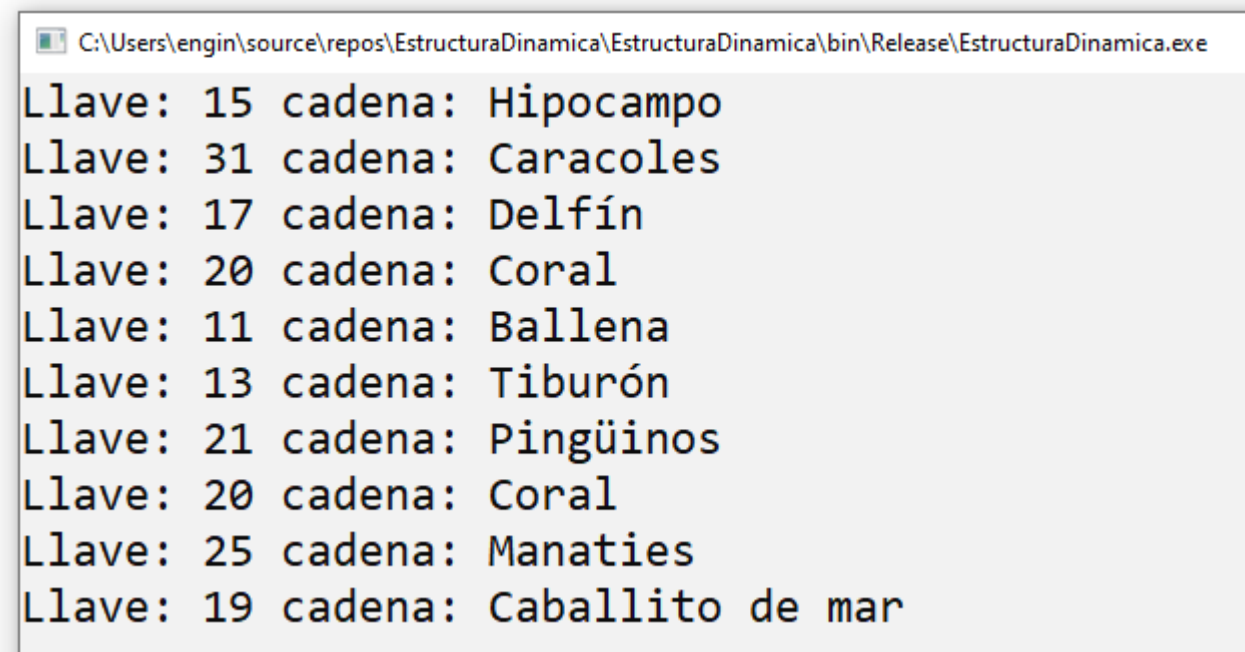 C:\Users\engin\source\repos\EstructuraDinamica\EstructuraDinamica\bin\Release\EstructuraDinamica.exe
Llave: 15 cadena: Hipocampo
Llave: 31 cadena: Caracoles
Llave: 17 cadena: Delfín
Llave: 20 cadena: Coral
Llave: 11 cadena: Ballena
Llave: 13 cadena: Tiburón
Llave: 21 cadena: Pingüinos
Llave: 20 cadena: Coral
Llave: 25 cadena: Manaties
Llave: 19 cadena: Caballito de mar